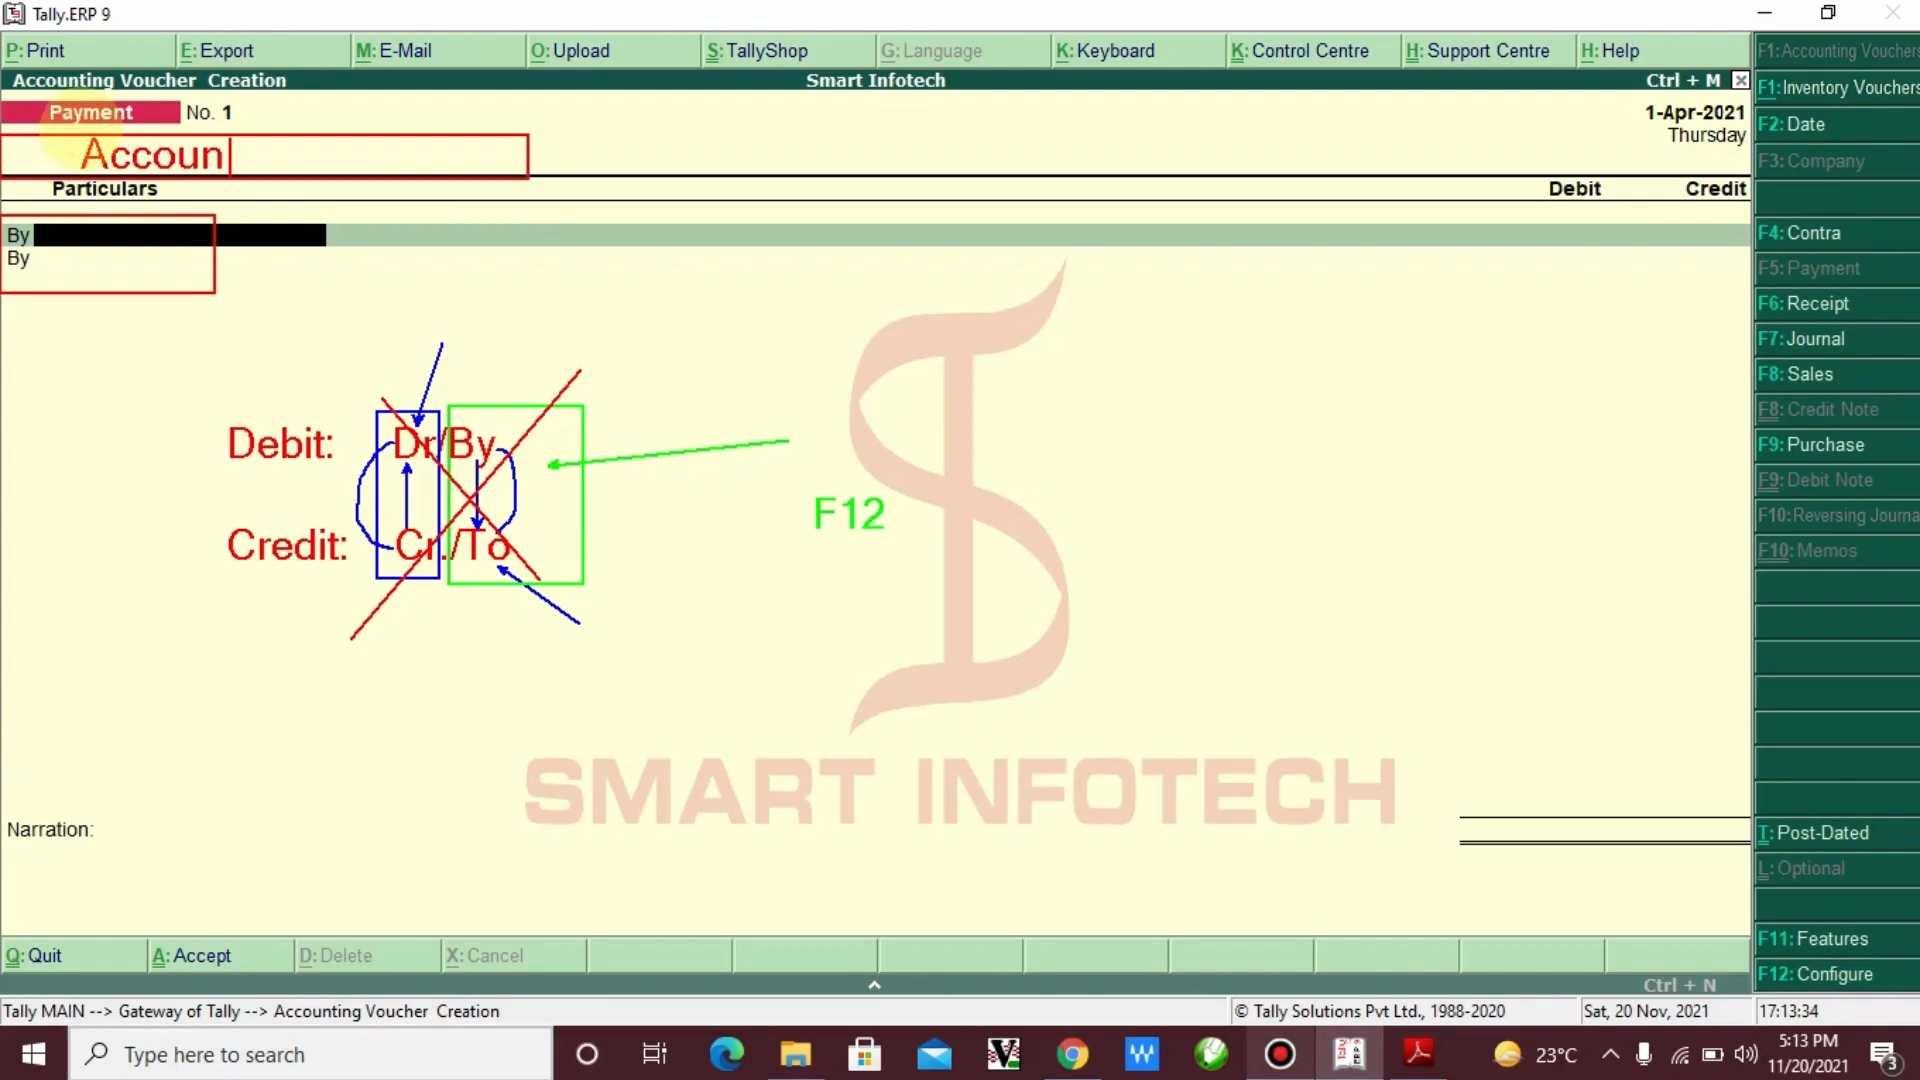 Tally.ERP 9
P: Print E: Export M: E-Mail O: Upload S: TallyShop G: Language K: Keyboard K: Control Centre H: Support Centre H: Help
F1: Accounting Vouchers
Accounting Voucher Creation Smart Infotech Ctrl + M
F1: Inventory Vouchers
Payment No. 1 1-Apr-2021
F2: Date
Thursday
Accoun
F3: Company
Particulars Debit Credit
By
F4: Contra
By
F5: Payment
F6: Receipt
F7: Journal
F8: Sales
F8: Credit Note
Debit: Dr/By
F9: Purchase
F9: Debit Note
F12
F10: Reversing Journa
Credit: Cr./To
F10: Memos
SMART INFOTECH
Narration:
T: Post-Dated
L: Optional
F11: Features
Q: Quit A: Accept D: Delete X: Cancel
F12: Configure
Ctrl + N
Tally MAIN --> Gateway of Tally --> Accounting Voucher Creation © Tally Solutions Pvt Ltd., 1988-2020 Sat, 20 Nov, 2021 17:13:34
Type here to search 23°C 5:13 PM
11/20/2021 3